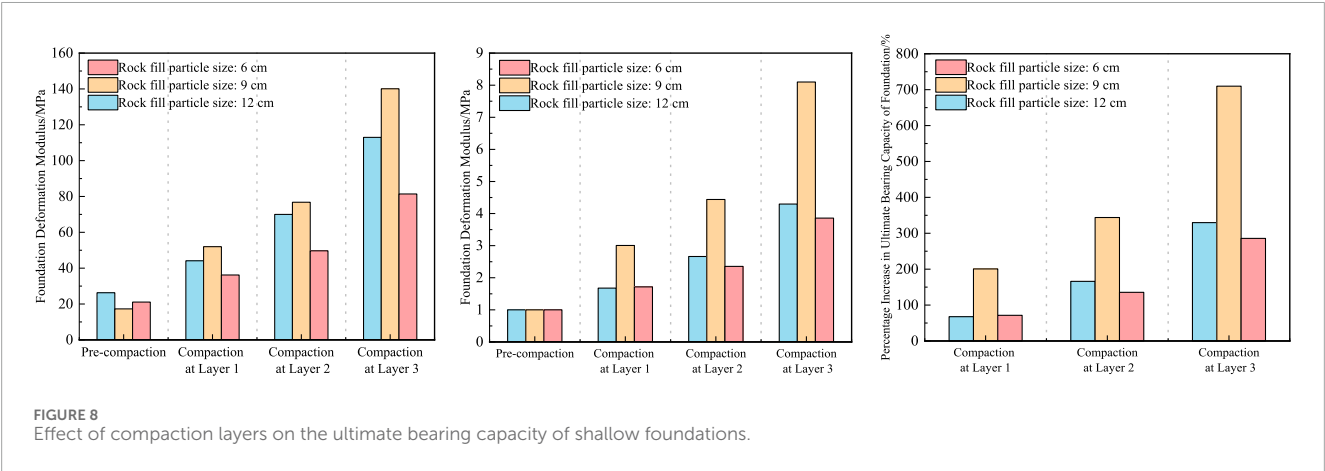 Foundation Deformation Modulus/MPa
160
140
120
100
80
60
40
20
0
Rock fill particle size: 6 cm
Rock fill particle size: 9 cm
Rock fill particle size: 12 cm
Pre-compaction
Compaction at Layer 1
Compaction at Layer 2
Compaction at Layer 3
Foundation Deformation Modulus/MPa
9
8
7
6
5
4
3
2
1
0
Rock fill particle size: 6 cm
Rock fill particle size: 9 cm
Rock fill particle size: 12 cm
Pre-compaction
Compaction at Layer 1
Compaction at Layer 2
Compaction at Layer 3
Percentage Increase in Ultimate Bearing Capacity of Foundation/%
800
700
600
500
400
300
200
100
0
Rock fill particle size: 6 cm
Rock fill particle size: 9 cm
Rock fill particle size: 12 cm
Compaction at Layer 1
Compaction at Layer 2
Compaction at Layer 3
FIGURE 8
Effect of compaction layers on the ultimate bearing capacity of shallow foundations.